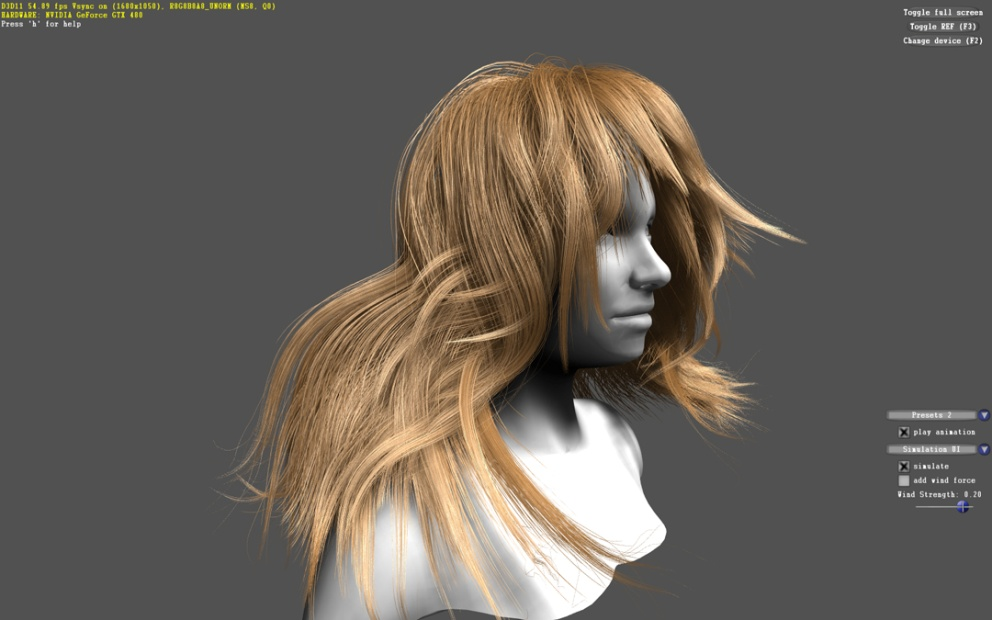 D3D11 54.89 fps Vsync on (1680x1050), R8G8B8A8_UNORM (MS8, Q0)
HARDWARE: NVIDIA GeForce GTX 480
Press 'h' for help
Toggle full screen
Toggle REF (F3)
Change device (F2)
Presets 2
play animation
Simulation UI
simulate
add wind force
Wind Strength: 0.20